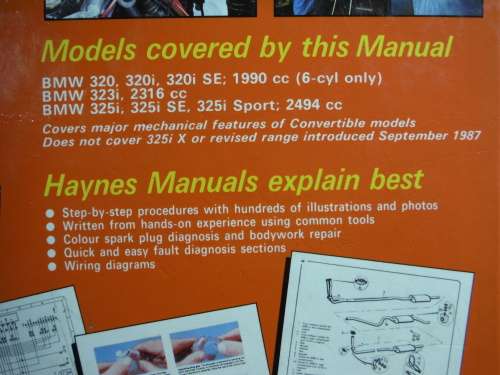 Models covered by this Manual
BMW 320, 320i, 320i SE; 1990 cc (6-cyl only)
BMW 323i, 2316 cc
BMW 325i, 325i SE, 325i Sport; 2494 cc
Covers major mechanical features of Convertible models
Does not cover 325i X or revised range introduced September 1987
Haynes Manuals explain best
● Step-by-step procedures with hundreds of illustrations and photos
● Written from hands-on experience using common tools
● Colour spark plug diagnosis and bodywork repair
● Quick and easy fault diagnosis sections
● Wiring diagrams